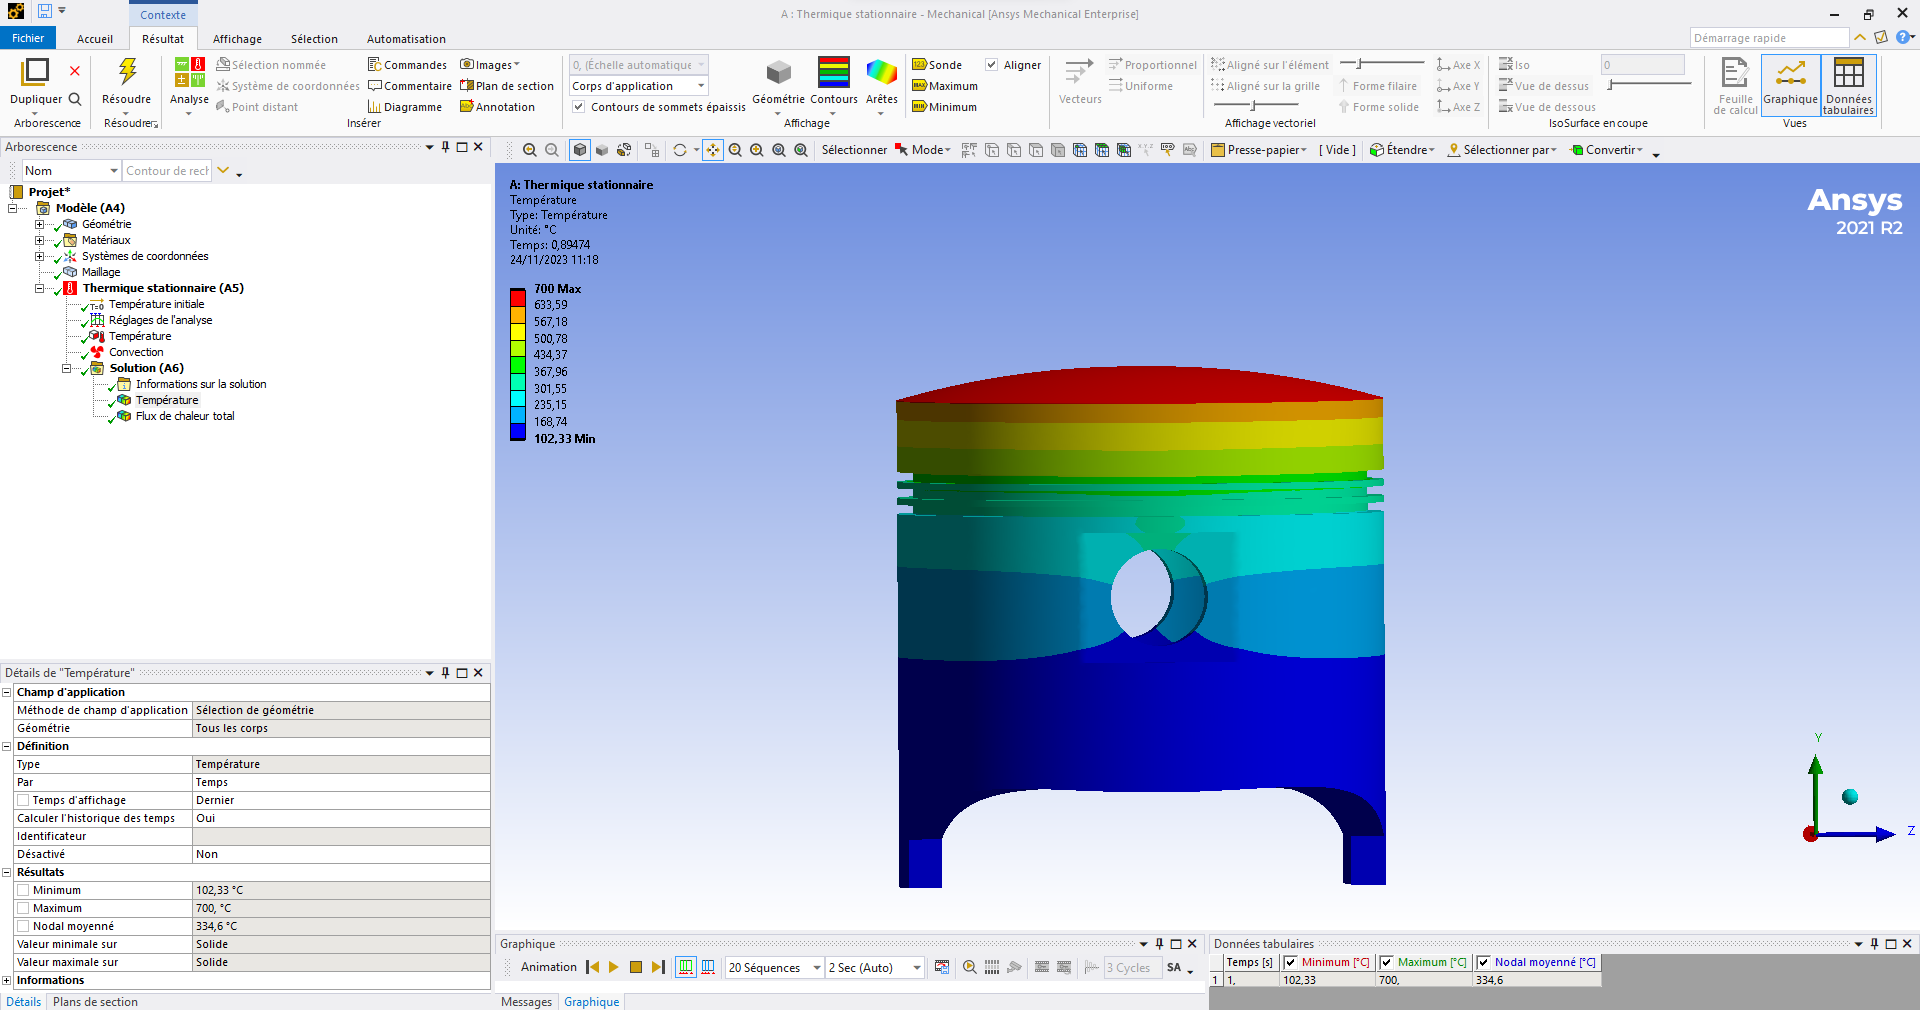 Contexte
A : Thermique stationnaire - Mechanical [Ansys Mechanical Enterprise]
Fichier
Accueil
Résultat
Affichage
Sélection
Automatisation
Démarrage rapide
Dupliquer
Arborescence
Résoudre
Résoudre
Analyse
Sélection nommée
Système de coordonnées
Point distant
Commandes
Commentaire
Diagramme
Images
Plan de section
Annotation
Insérer
0, (Échelle automatique
Corps d'application
Contours de sommets épaissis
Géométrie
Contours
Arêtes
Affichage
Sonde
Maximum
Minimum
Aligner
Vecteurs
Proportionnel
Uniforme
Aligné sur l'élément
Aligné sur la grille
Forme filaire
Forme solide
Axe X
Axe Y
Axe Z
Affichage vectoriel
Iso
0
Vue de dessus
Vue de dessous
IsoSurface en coupe
Feuille de calcul
Graphique
Données tabulaires
Vues
Arborescence
Nom
Contour de rech
Sélectionner
Mode
Presse-papier
[ Vide ]
Étendre
Sélectionner par
Convertir
Projet*
Modèle (A4)
Géométrie
Matériaux
Systèmes de coordonnées
Maillage
Thermique stationnaire (A5)
Température initiale
Réglages de l'analyse
Température
Convection
Solution (A6)
Informations sur la solution
Température
Flux de chaleur total
A: Thermique stationnaire
Température
Type: Température
Unité: °C
Temps: 0,89474
24/11/2023 11:18
700 Max
633,59
567,18
500,78
434,37
367,96
301,55
235,15
168,74
102,33 Min
Ansys
2021 R2
Y
Z
Détails de "Température"
Champ d'application
Méthode de champ d'application Sélection de géométrie
Géométrie Tous les corps
Définition
Type Température
Par Temps
Temps d'affichage Dernier
Calculer l'historique des temps Oui
Identificateur
Désactivé Non
Résultats
Minimum 102,33 °C
Maximum 700, °C
Nodal moyenné 334,6 °C
Valeur minimale sur Solide
Valeur maximale sur Solide
Informations
Détails Plans de section
Graphique
Animation
20 Séquences
2 Sec (Auto)
3 Cycles
SA
Messages Graphique
Données tabulaires
Temps [s] Minimum [°C] Maximum [°C] Nodal moyenné [°C]
1 1, 102,33 700, 334,6